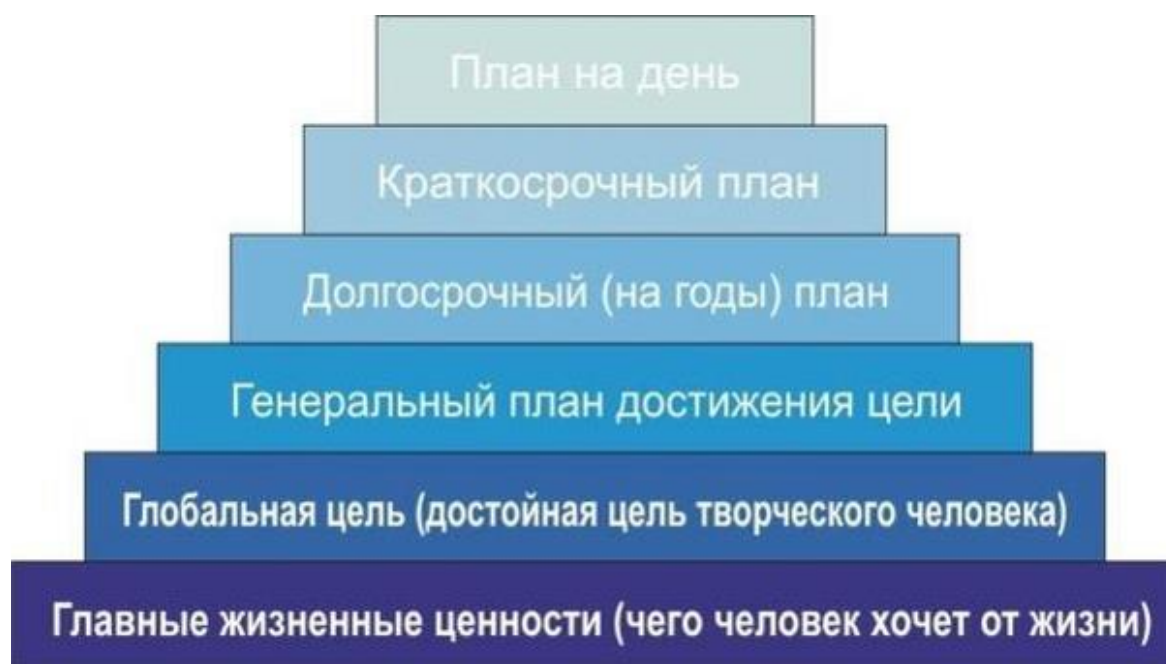 План на день
Краткосрочный план
Долгосрочный (на годы) план
Генеральный план достижения цели
Глобальная цель (достойная цель творческого человека)
Главные жизненные ценности (чего человек хочет от жизни)